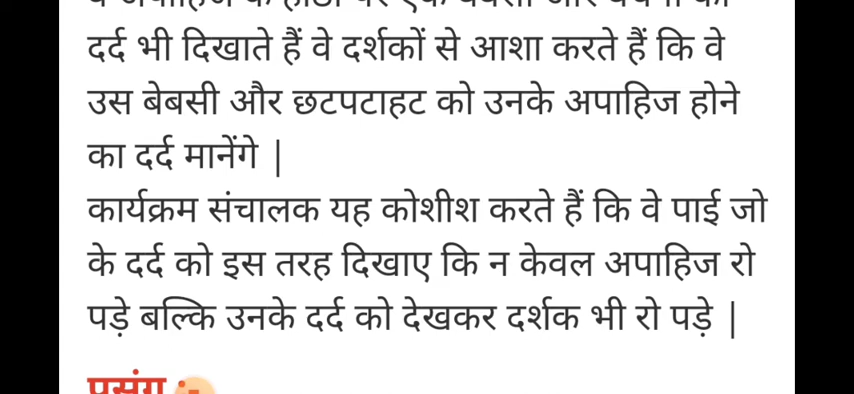 दर्द भी दिखाते हैं वे दर्शकों से आशा करते हैं कि वे
उस बेबसी और छटपटाहट को उनके अपाहिज होने
का दर्द मानेंगे |
कार्यक्रम संचालक यह कोशीश करते हैं कि वे पाई जो
के दर्द को इस तरह दिखाए कि न केवल अपाहिज रो
पड़े बल्कि उनके दर्द को देखकर दर्शक भी रो पड़े |
प्रसंग :-